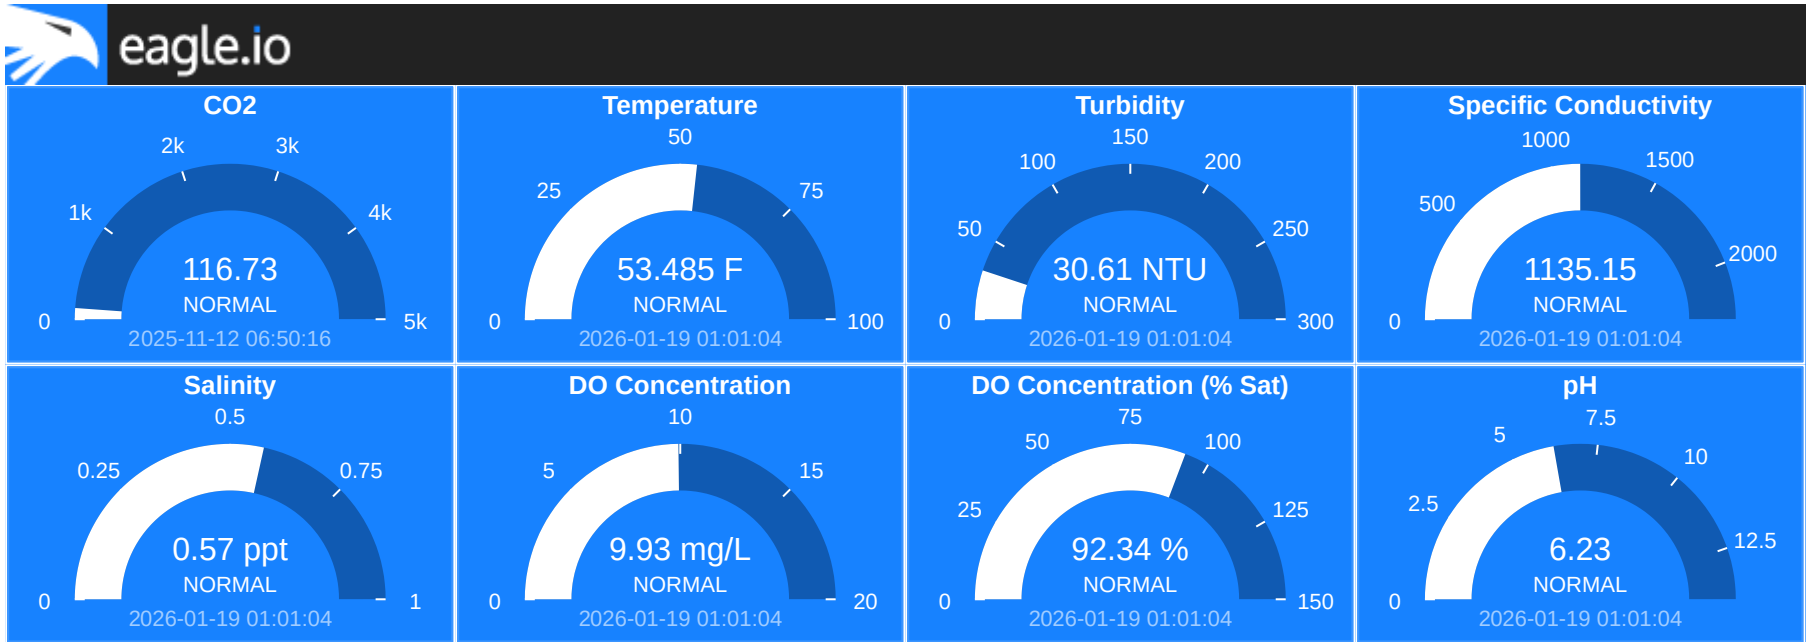 eagle.io
CO2
0
1k
2k
3k
4k
5k
116.73
NORMAL
2025-11-12 06:50:16
Temperature
0
25
50
75
100
53.485 F
NORMAL
2026-01-19 01:01:04
Turbidity
0
50
100
150
200
250
300
30.61 NTU
NORMAL
2026-01-19 01:01:04
Specific Conductivity
0
500
1000
1500
2000
1135.15
NORMAL
2026-01-19 01:01:04
Salinity
0
0.25
0.5
0.75
1
0.57 ppt
NORMAL
2026-01-19 01:01:04
DO Concentration
0
5
10
15
20
9.93 mg/L
NORMAL
2026-01-19 01:01:04
DO Concentration (% Sat)
0
25
50
75
100
125
150
92.34 %
NORMAL
2026-01-19 01:01:04
pH
0
2.5
5
7.5
10
12.5
6.23
NORMAL
2026-01-19 01:01:04